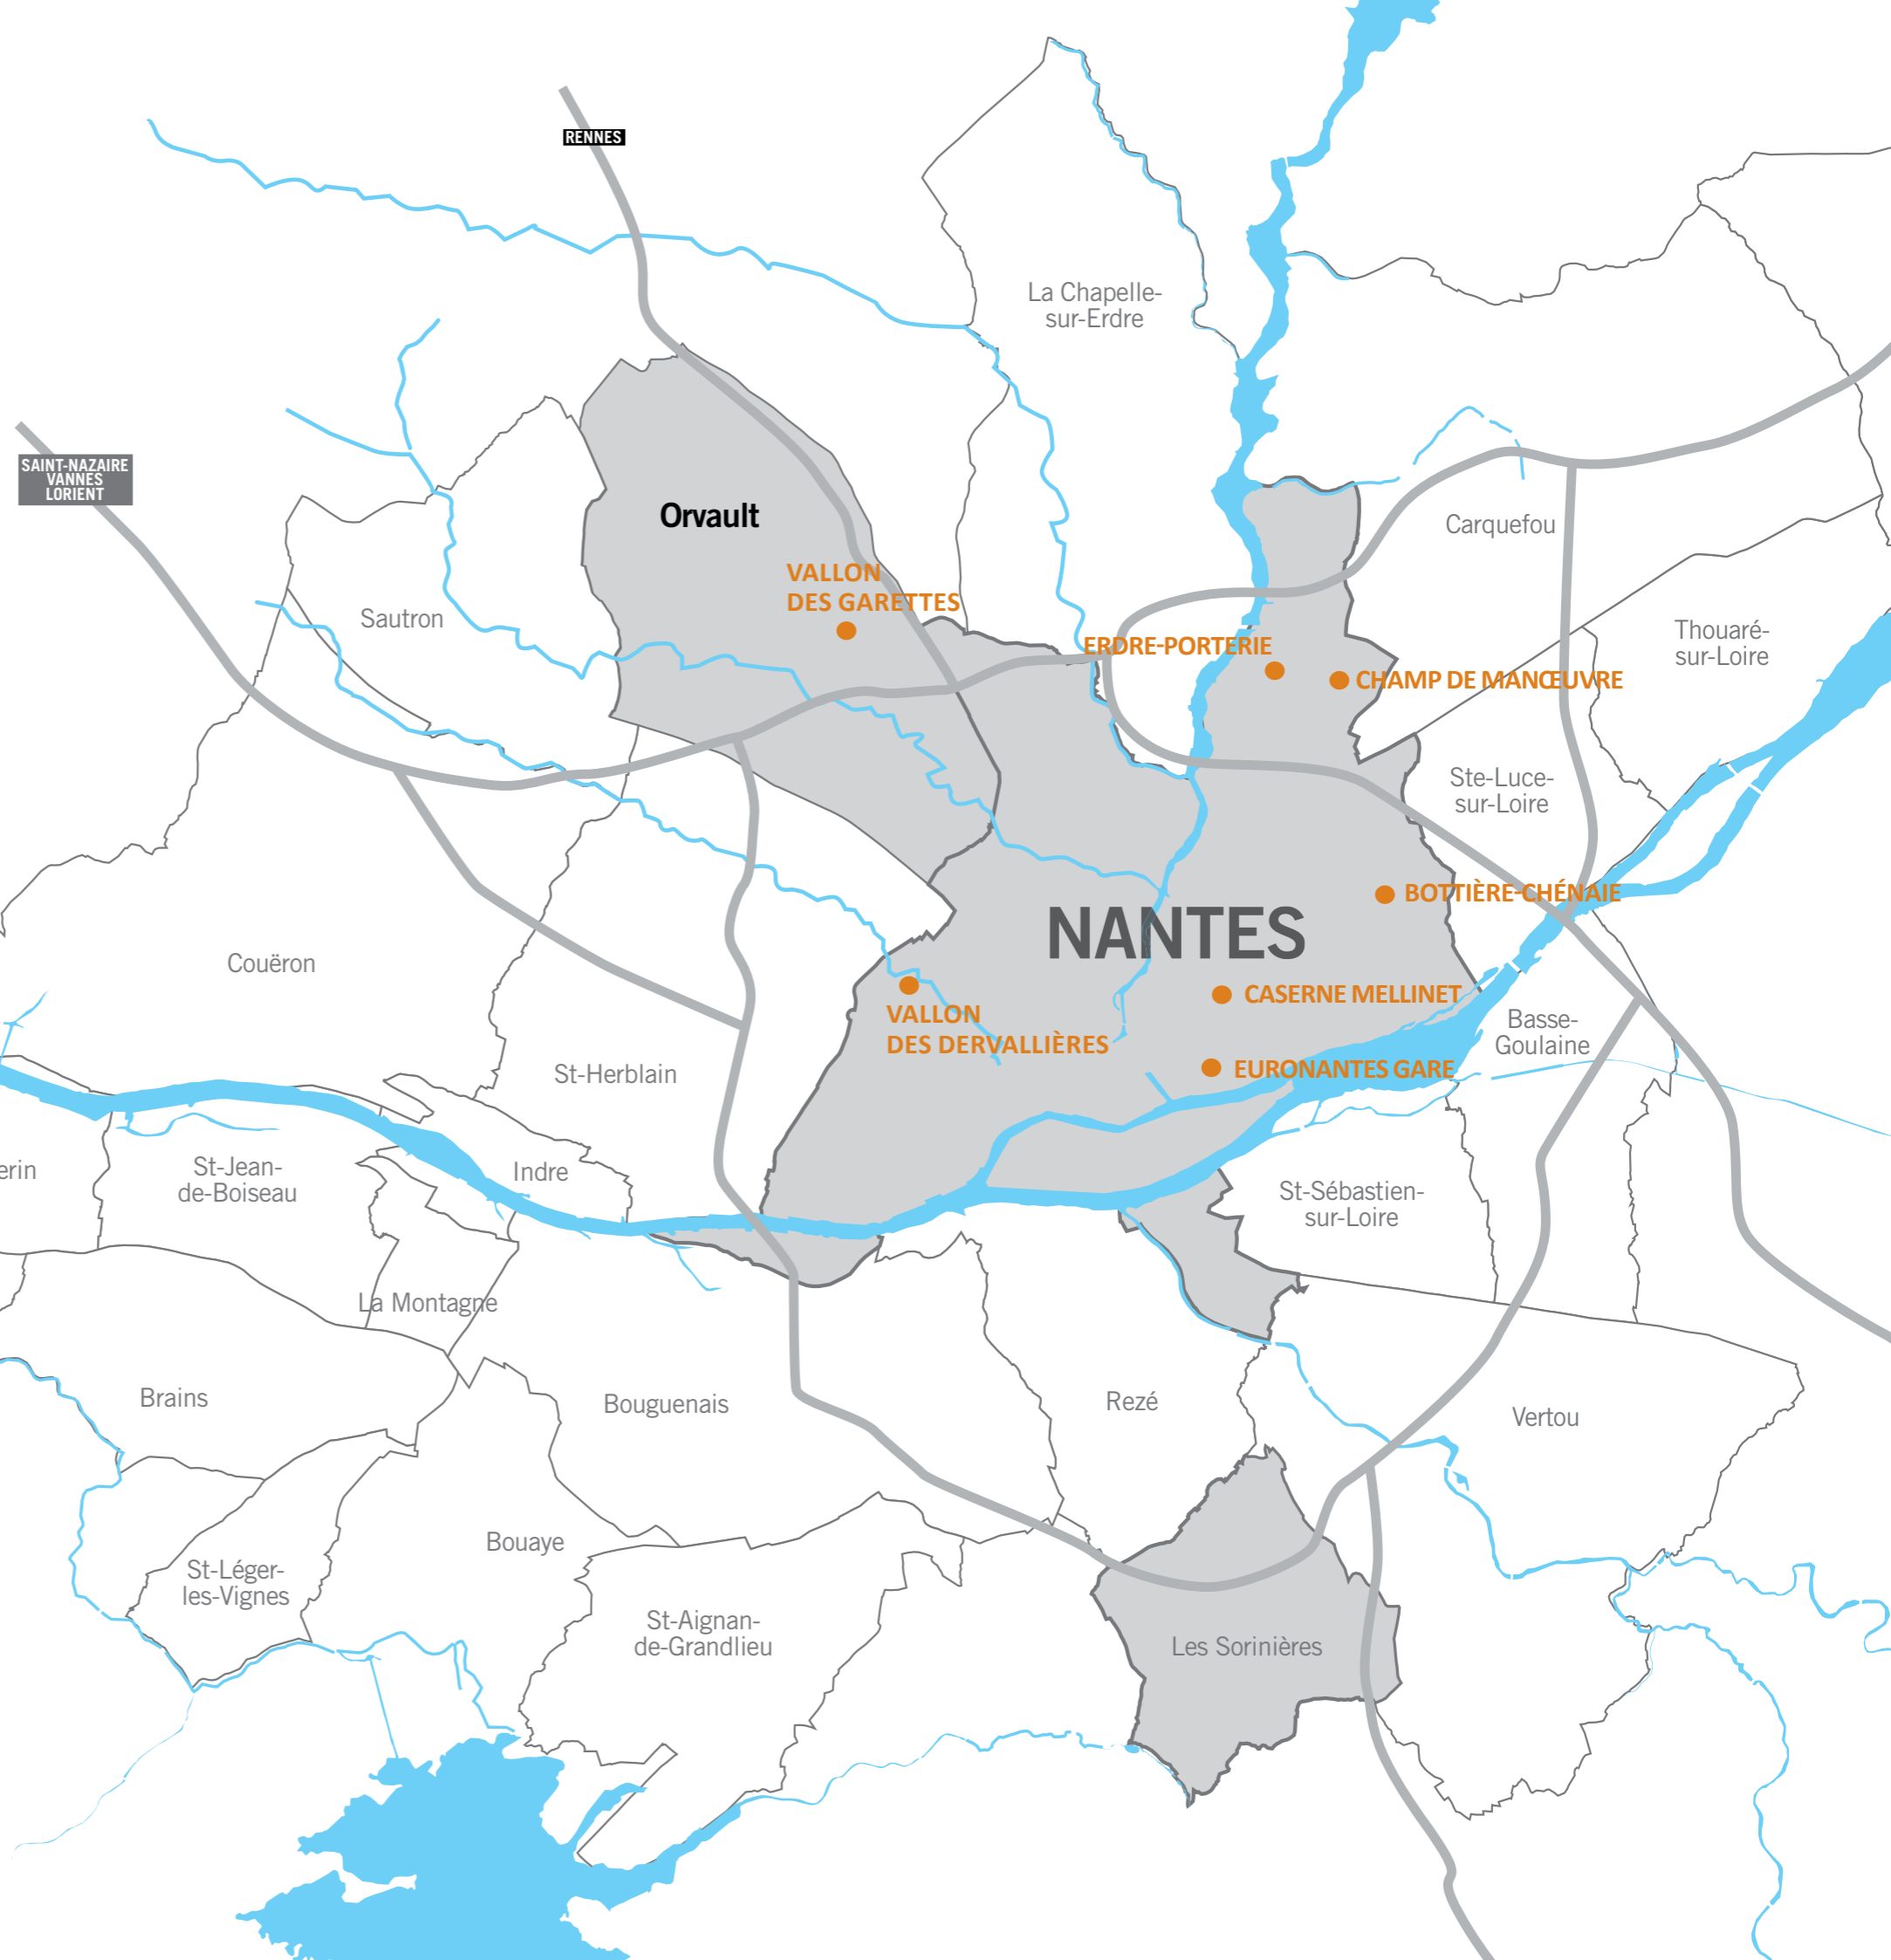 RENNES
La Chapelle-
sur-Erdre
SAINT-NAZAIRE
VANNES
LORIENT
Orvault
Carquefou
VALLON
DES GARETTES
Sautron
ERDRE-PORTERIE
Thouaré-
sur-Loire
CHAMP DE MANŒUVRE
Ste-Luce-
sur-Loire
BOTTIÈRE-CHÉNAIE
NANTES
Couëron
CASERNE MELLINET
VALLON
DES DERVALLIÈRES
Basse-
Goulaine
St-Herblain
EURONANTES GARE
erin
St-Jean-
de-Boiseau
Indre
St-Sébastien-
sur-Loire
La Montagne
Brains
Bouguenais
Rezé
Vertou
Bouaye
St-Léger-
les-Vignes
St-Aignan-
de-Grandlieu
Les Sorinières